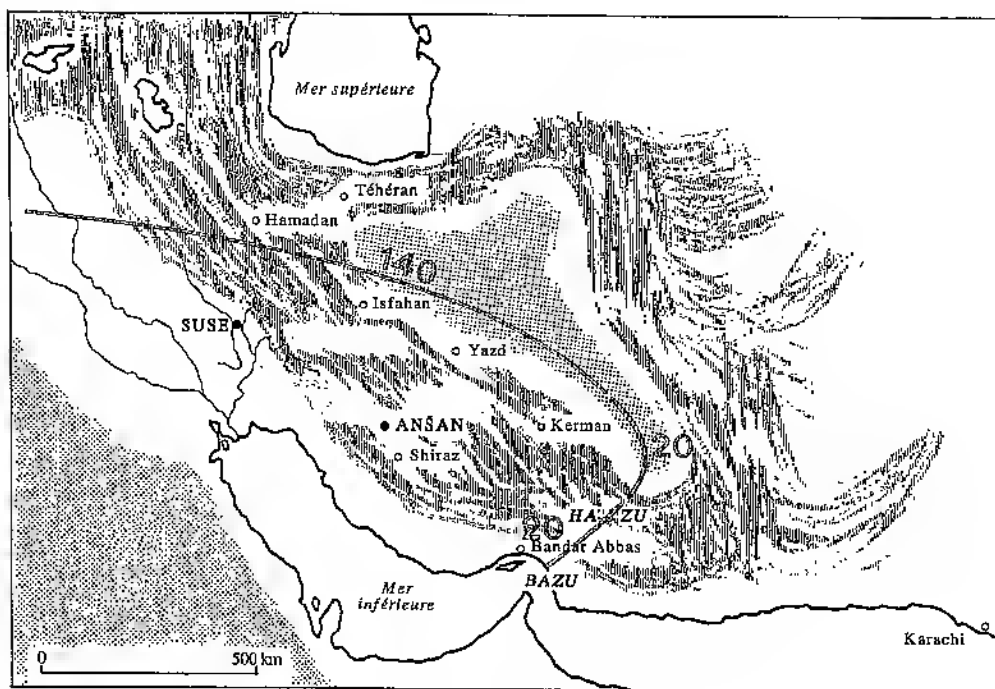 Mer supérieure
Téhéran
Hamadan
140
Isfahan
SUSE
Yazd
ANŠAN
Kerman
Shiraz
20
20
Bandar Abbas
BAZU
Mer
inférieure
Karachi
0 500 km